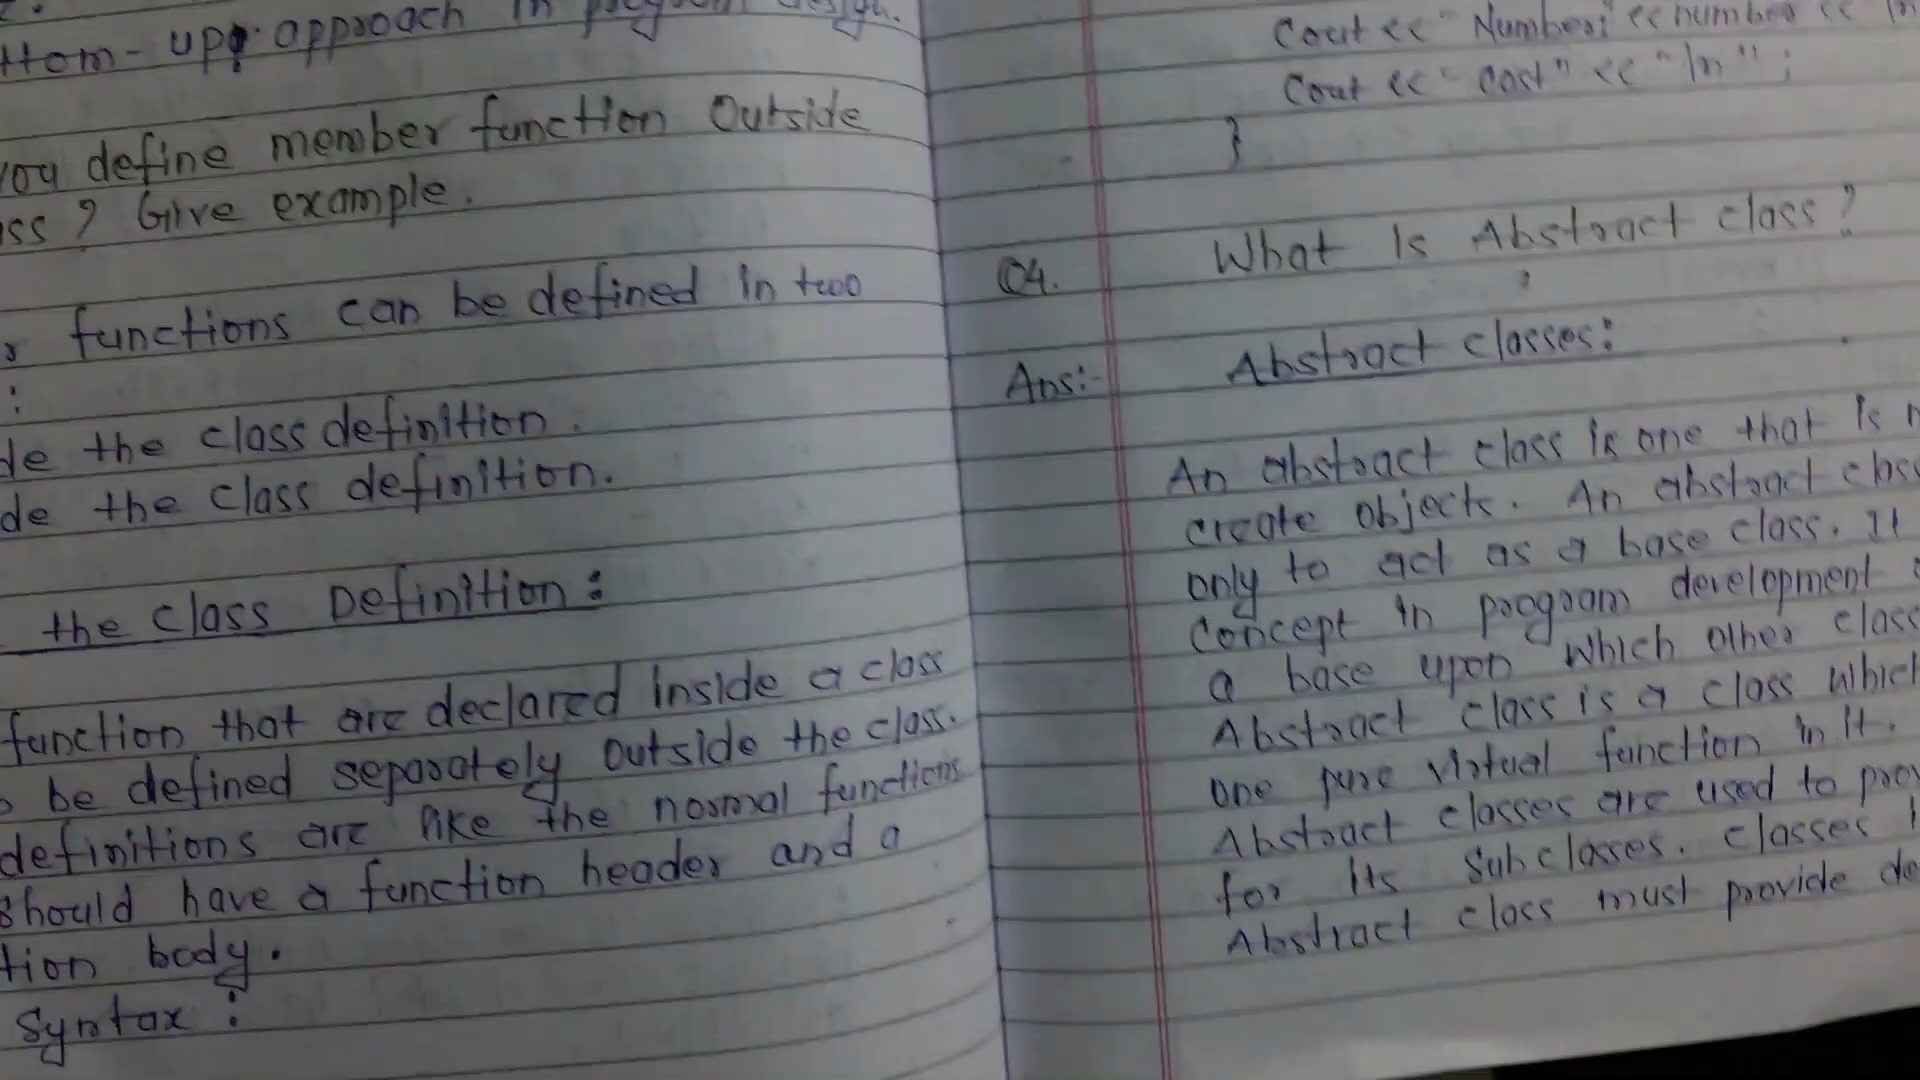 ttom-up approach in program design.
you define member function Outside
ss ? Give example.
functions can be defined in two
:
de the class definition.
de the class definition.
the class Definition:
function that are declared inside a class
be defined separately outside the class.
definitions are like the normal functions
should have a function header and a
tion body.
Syntax :
Cout << "Number:" << number <<
Cout << "cost" << "\n";
}
Q4. What is Abstract class?
Ans:- Abstract classes:
An abstract class is one that is
create objects. An abstract class
only to act as a base class. It
concept in program development
a base upon which other class
Abstract class is a class which
one pure virtual function in it.
Abstract classes are used to prov
for its Subclasses. Classes
Abstract class must provide de